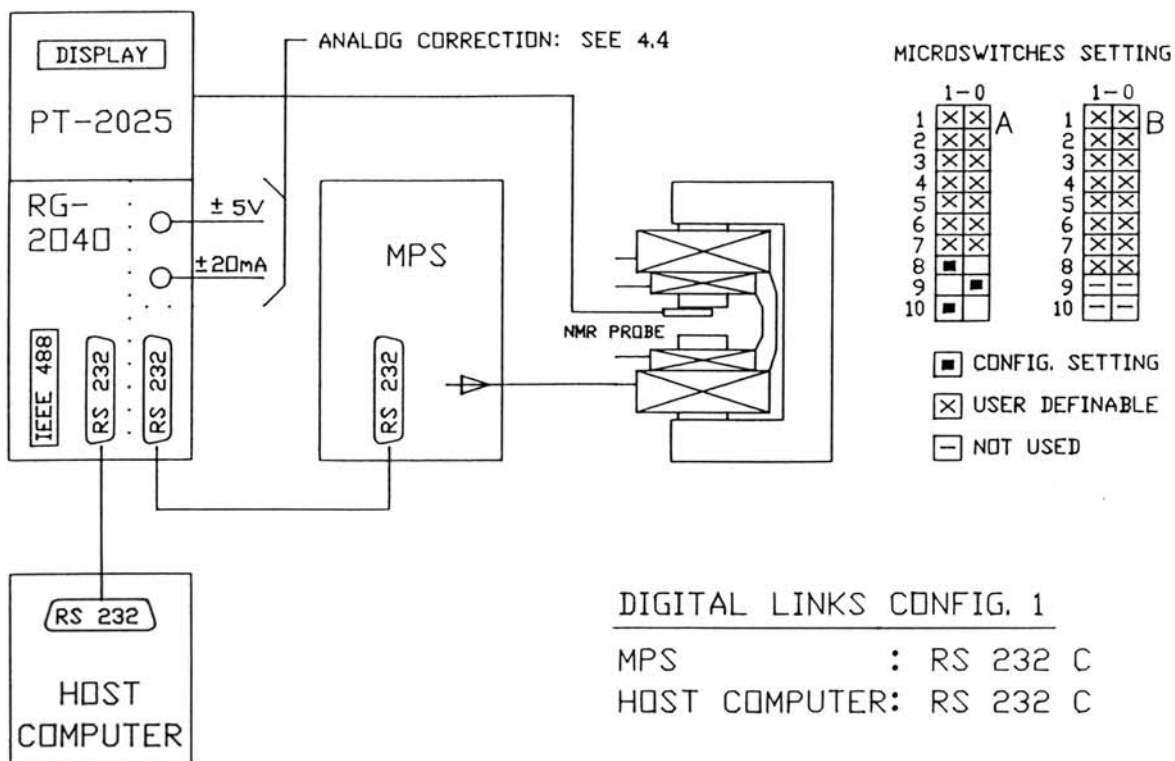 DISPLAY
PT-2025
ANALOG CORRECTION: SEE 4.4
RG-
2040
± 5V
±20mA
IEEE 488
RS 232
RS 232
MPS
RS 232
NMR PROBE
MICROSWITCHES SETTING
1-0
A
1
2
3
4
5
6
7
8
9
10
1-0
B
1
2
3
4
5
6
7
8
9
10
CONFIG. SETTING
USER DEFINABLE
NOT USED
RS 232
HOST
COMPUTER
DIGITAL LINKS CONFIG. 1
MPS : RS 232 C
HOST COMPUTER: RS 232 C